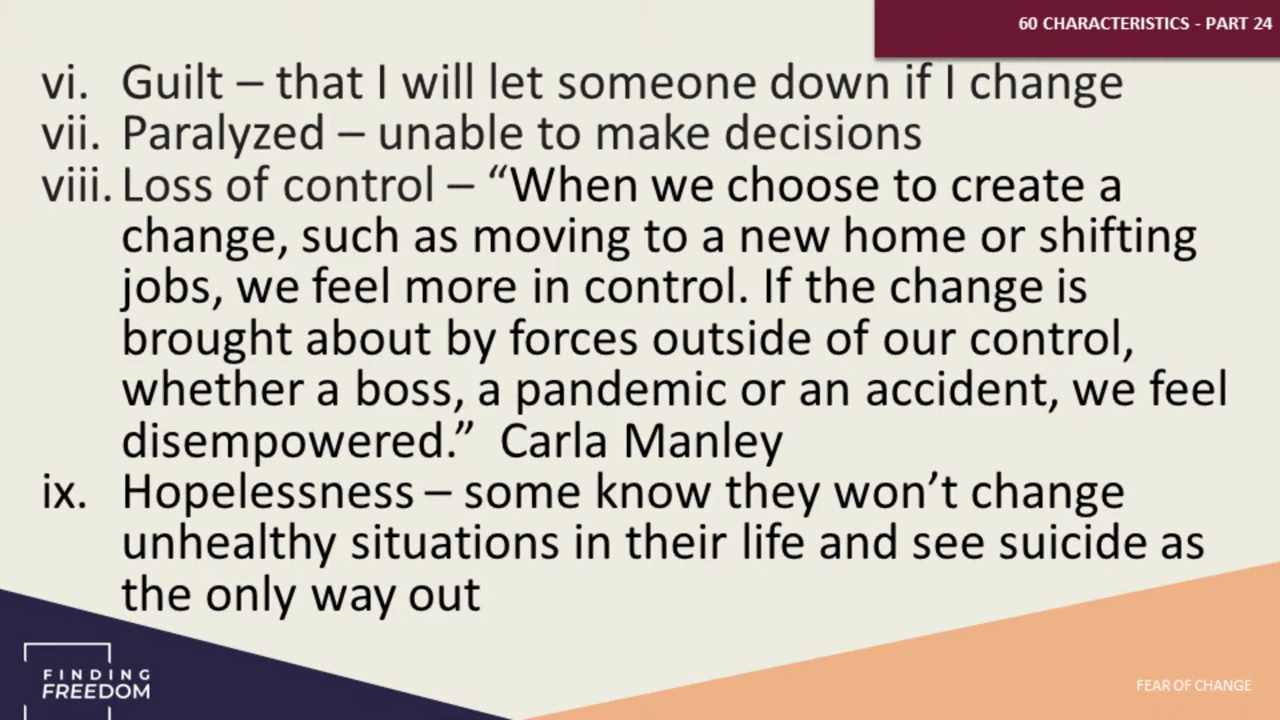 60 CHARACTERISTICS - PART 24
vi. Guilt – that I will let someone down if I change
vii. Paralyzed – unable to make decisions
viii. Loss of control – “When we choose to create a
change, such as moving to a new home or shifting
jobs, we feel more in control. If the change is
brought about by forces outside of our control,
whether a boss, a pandemic or an accident, we feel
disempowered.” Carla Manley
ix. Hopelessness – some know they won’t change
unhealthy situations in their life and see suicide as
the only way out
FINDING
FREEDOM
FEAR OF CHANGE